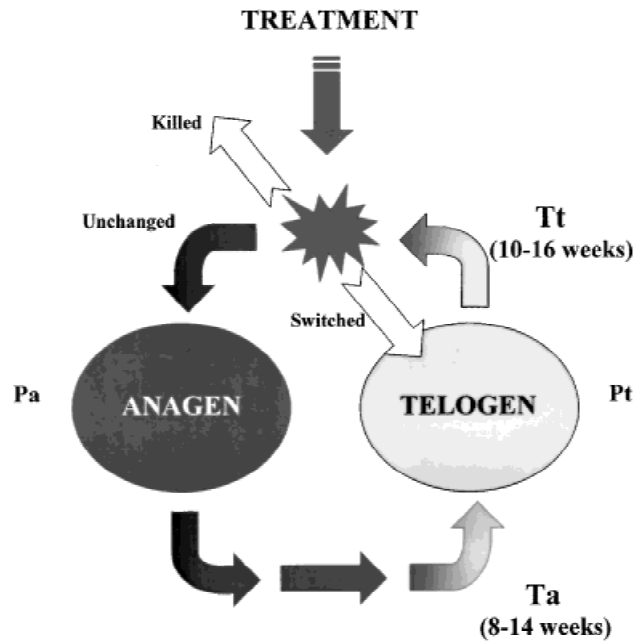 TREATMENT
Killed
Unchanged
Tt
(10-16 weeks)
Switched
Pa
ANAGEN
TELOGEN
Pt
Ta
(8-14 weeks)